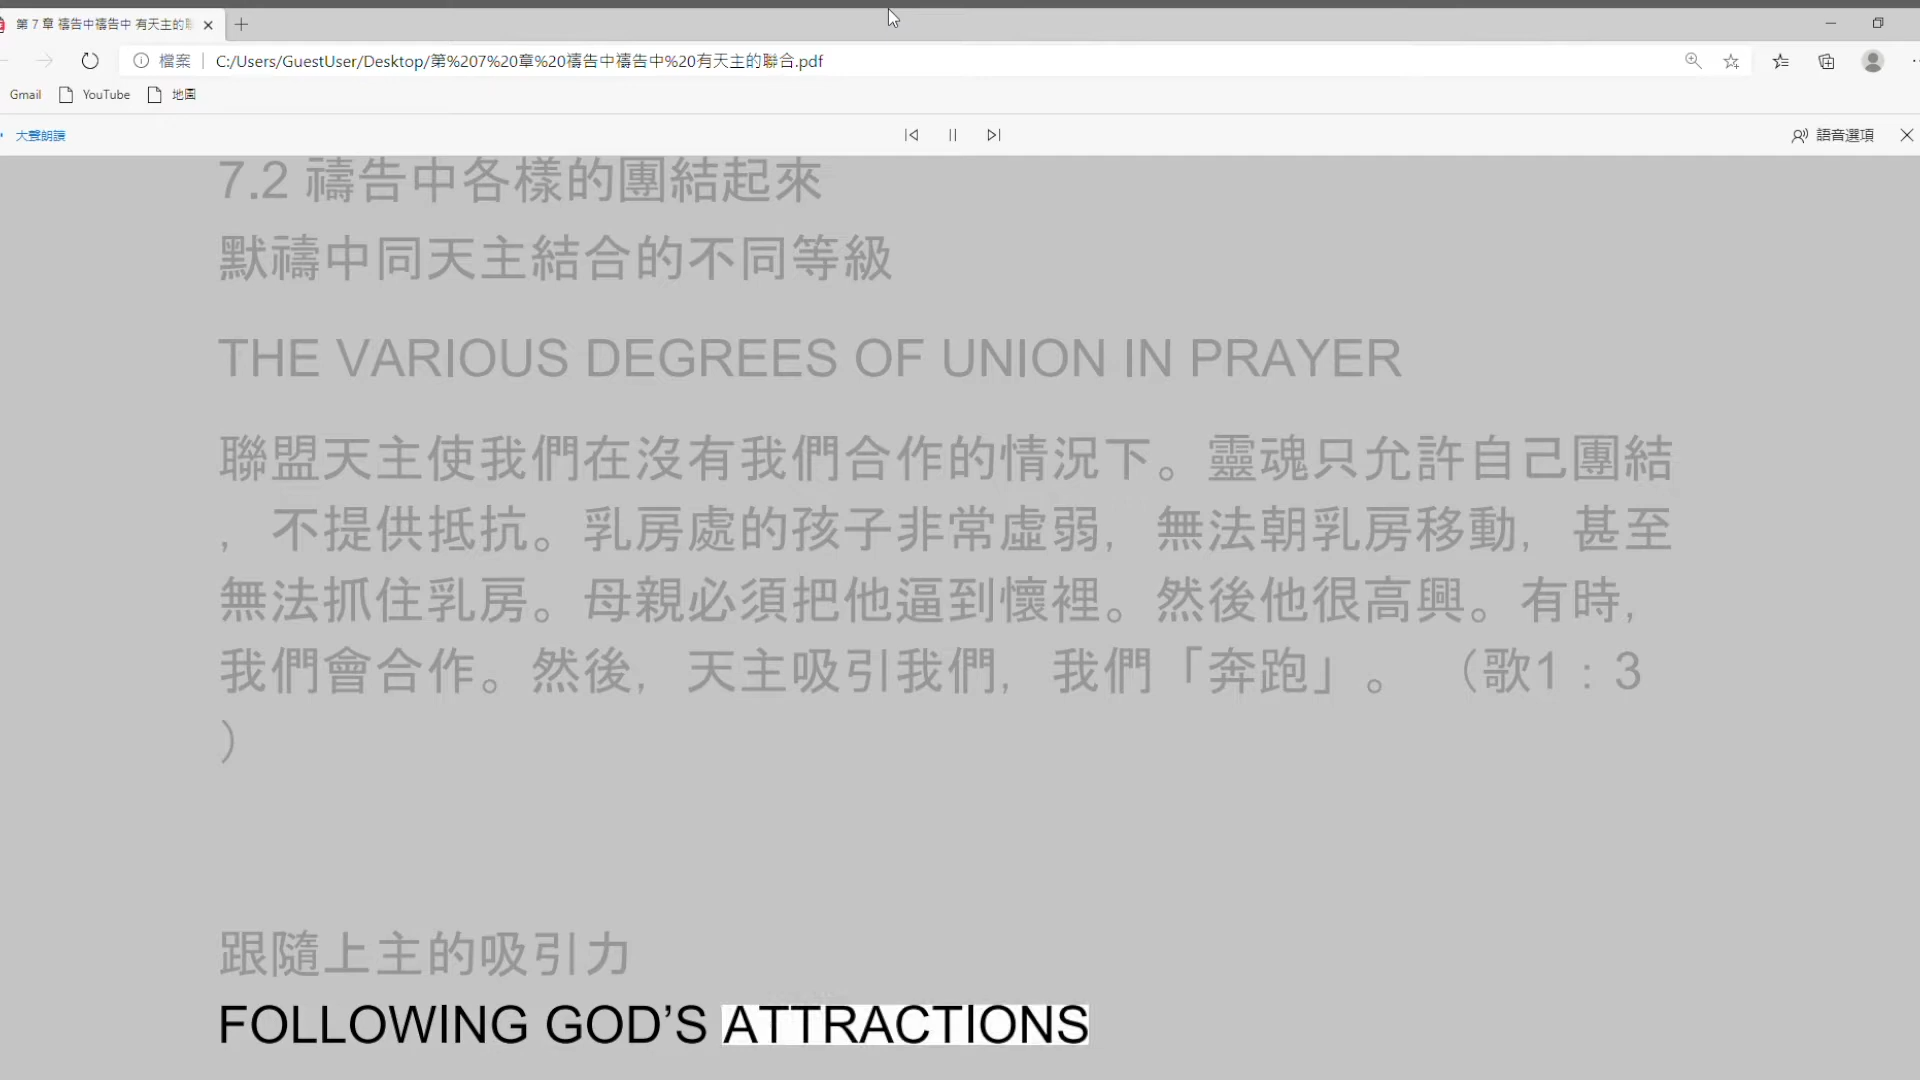 第 7 章 禱告中禱告中 有天主的
檔案
C:/Users/GuestUser/Desktop/第%207%20章%20禱告中禱告中%20有天主的聯合.pdf
Gmail YouTube 地圖
大聲朗讀
語音選項
7.2 禱告中各樣的團結起來
默禱中同天主結合的不同等級
THE VARIOUS DEGREES OF UNION IN PRAYER
聯盟天主使我們在沒有我們合作的情況下。靈魂只允許自己團結
，不提供抵抗。乳房處的孩子非常虛弱，無法朝乳房移動，甚至
無法抓住乳房。母親必須把他逼到懷裡。然後他很高興。有時，
我們會合作。然後，天主吸引我們，我們「奔跑」。（歌1：3
）
跟隨上主的吸引力
FOLLOWING GOD’S ATTRACTIONS